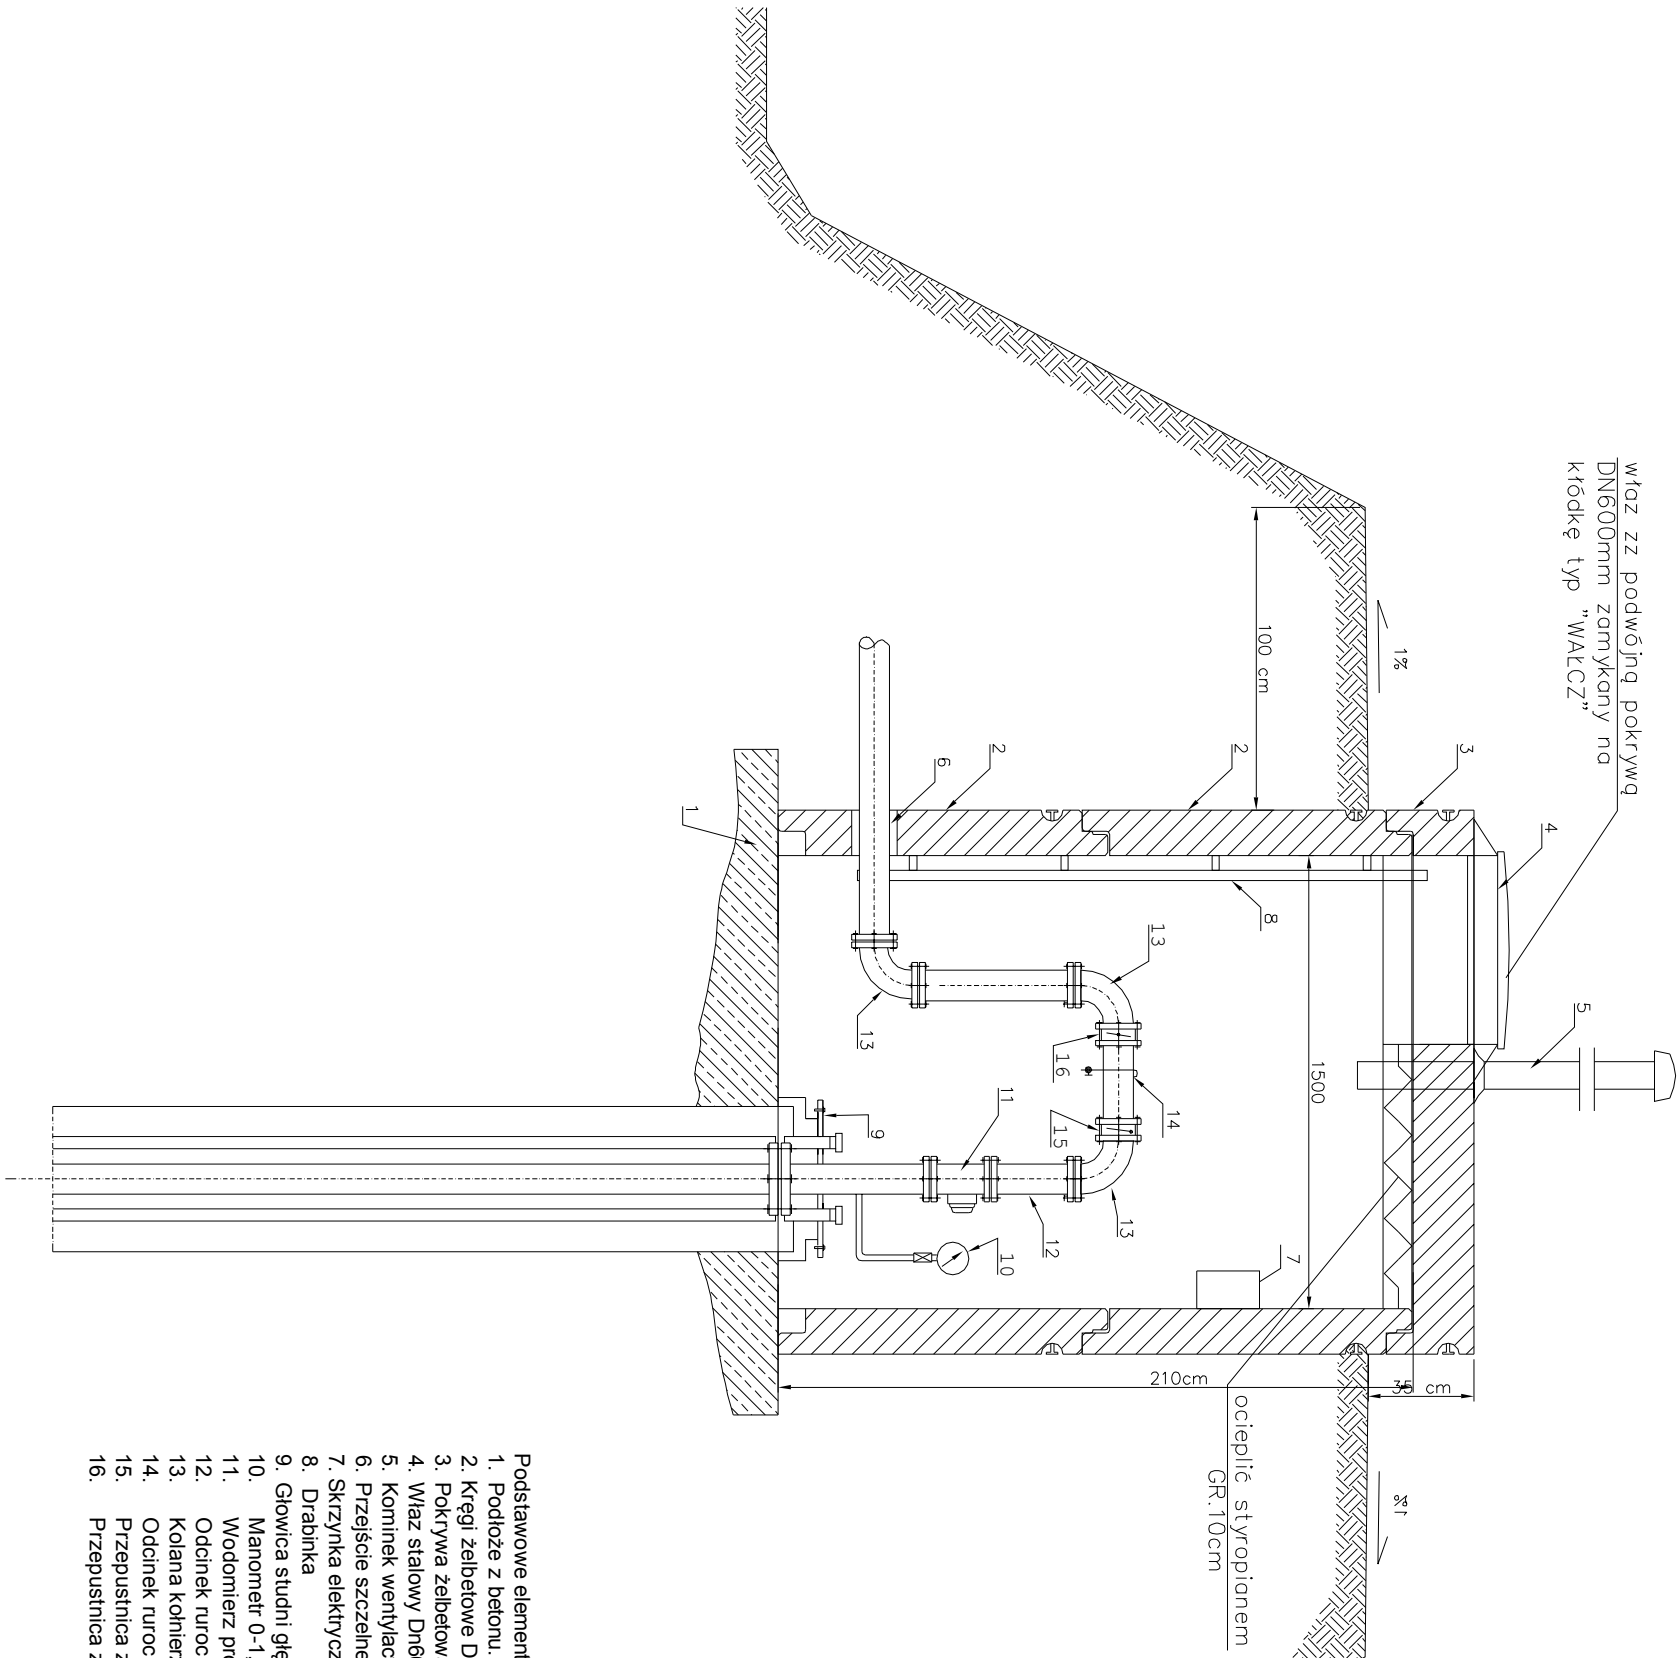 właz zz podwójną pokrywą
DN600mm zamykany na
kłódkę typ "WAŁCZ"
1%
100 cm
2
2
3
6
1
4
5
8
13
13
16
14
15
11
9
1500
12
13
10
7
210cm
35 cm
ocieplić styropianem
GR.10cm
1%
Podstawowe element
1. Podłoże z betonu.
2. Kręgi żelbetowe D
3. Pokrywa żelbetow
4. Właz stalowy Dn6
5. Kominek wentylac
6. Przejście szczelne
7. Skrzynka elektrycz
8. Drabinka
9. Głowica studni głę
10. Manometr 0-1,
11. Wodomierz pro
12. Odcinek ruroc
13. Kolana kołnierz
14. Odcinek ruroc
15. Przepustnica z
16. Przepustnica z